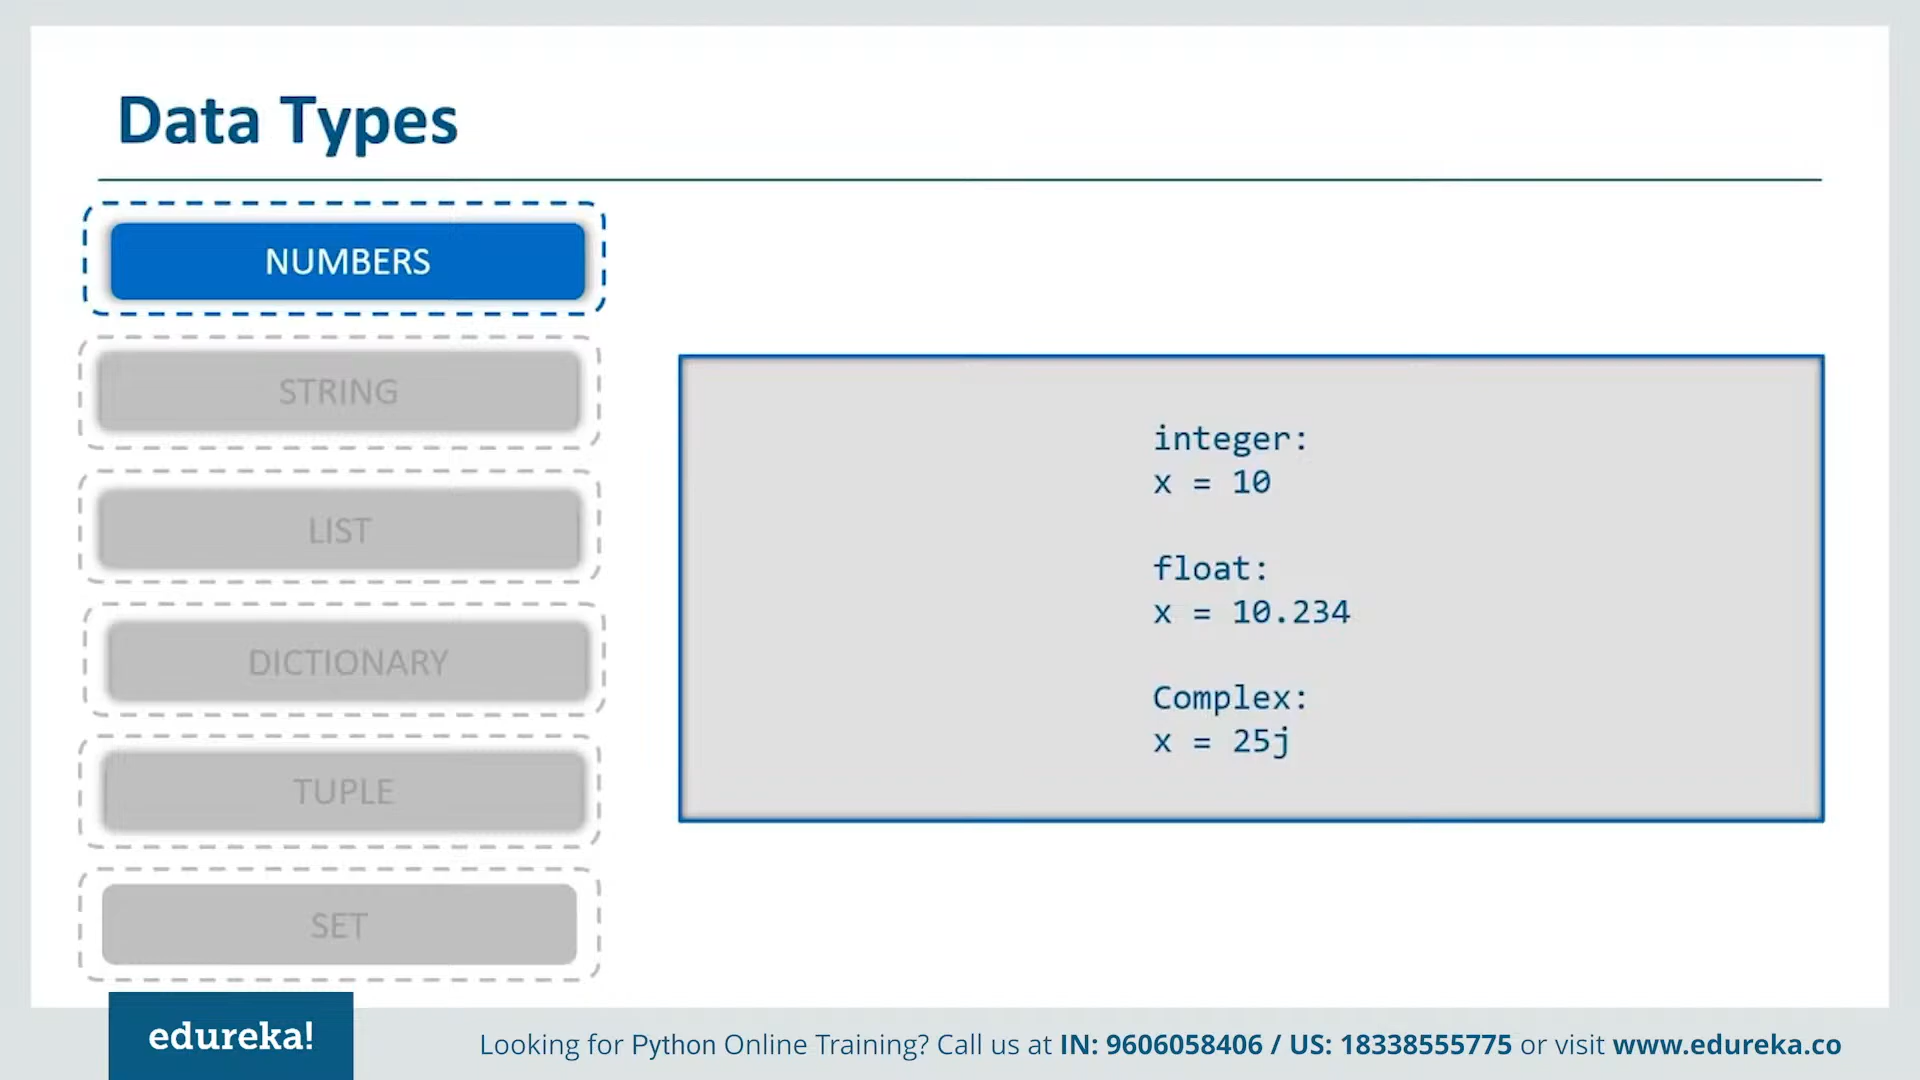 Data Types
NUMBERS
STRING
LIST
DICTIONARY
TUPLE
SET
integer:
x = 10
float:
x = 10.234
Complex:
x = 25j
edureka!
Looking for Python Online Training? Call us at IN: 9606058406 / US: 18338555775 or visit www.edureka.co